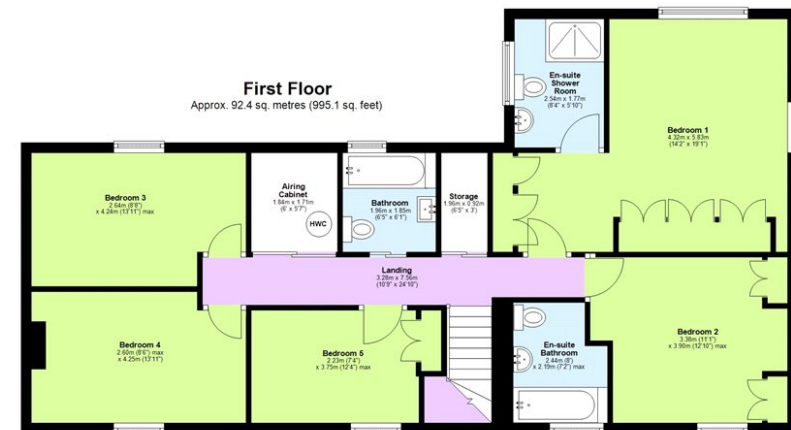 First Floor
Approx. 92.4 sq. metres (995.1 sq. feet)
En-suite
Shower
Room
2.54m x 1.77m
(8'4" x 5'10")
Bedroom 1
4.32m x 5.83m
(14'2" x 19'1")
Bedroom 3
2.64m (8'8")
x 4.24m (13'11") max
Airing
Cabinet
1.84m x 1.71m
(6' x 5'7")
HWC
Bathroom
1.96m x 1.85m
(6'5" x 6'1")
Storage
1.96m x 0.92m
(6'5" x 3')
Landing
3.28m x 7.56m
(10'9" x 24'10")
Bedroom 4
2.60m (8'6") max
x 4.25m (13'11")
Bedroom 5
2.23m (7'4")
x 3.75m (12'4") max
En-suite
Bathroom
2.44m (8')
x 2.19m (7'2") max
Bedroom 2
3.38m (11'1")
x 3.90m (12'10") max